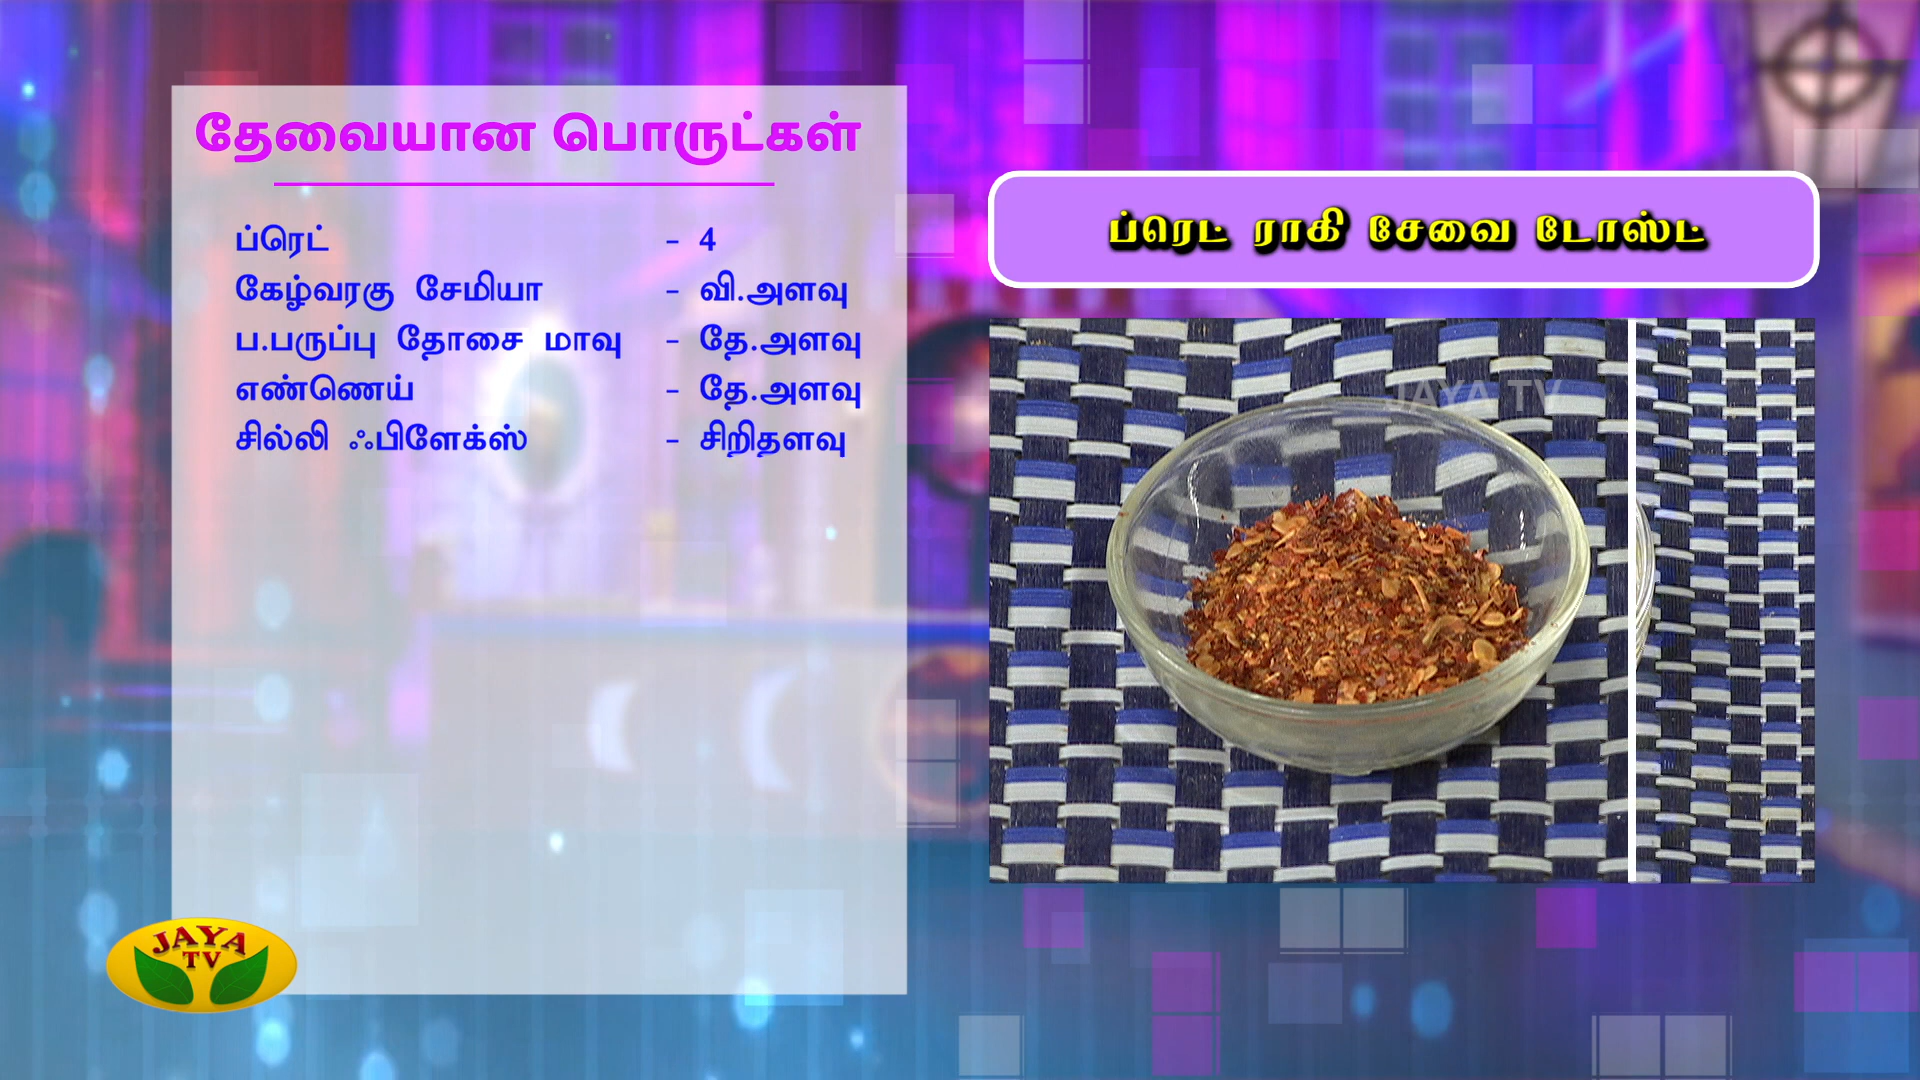 தேவையான பொருட்கள்
ப்ரெட் - 4
கேழ்வரகு சேமியா - வி.அளவு
ப.பருப்பு தோசை மாவு - தே.அளவு
எண்ணெய் - தே.அளவு
சில்லி ஃபிளேக்ஸ் - சிறிதளவு
ப்ரெட் ராகி சேவை டோஸ்ட்
JAYA TV
JAYA
TV